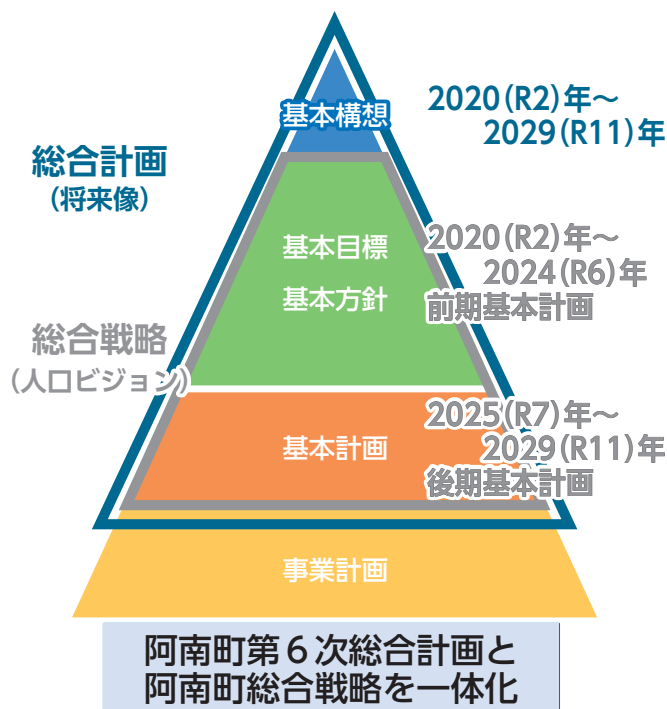 基本構想
2020(R2)年～
2029(R11)年
総合計画
(将来像)
基本目標
基本方針
2020(R2)年～
2024(R6)年
前期基本計画
総合戦略
(人口ビジョン)
基本計画
2025(R7)年～
2029(R11)年
後期基本計画
事業計画
阿南町第６次総合計画と
阿南町総合戦略を一体化